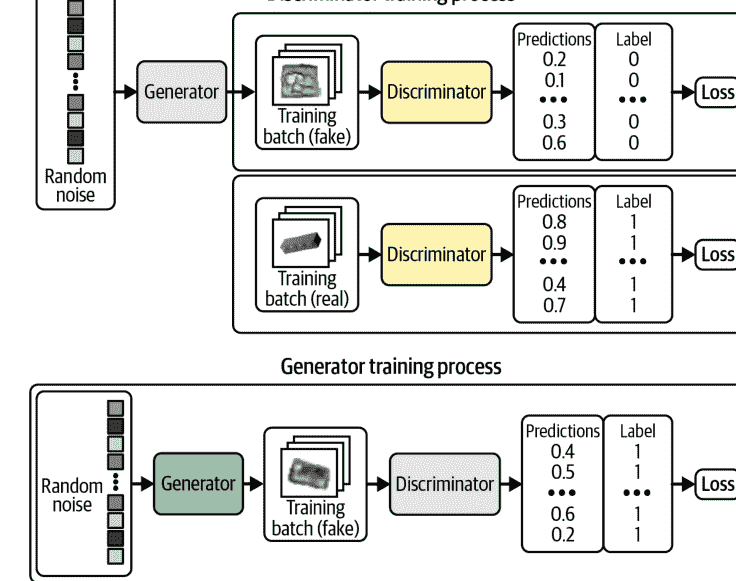 Discriminator training process
Random
noise
Generator
Training
batch (fake)
Discriminator
Predictions Label
0.2 0
0.1 0
••• •••
0.3 0
0.6 0
Loss
Training
batch (real)
Discriminator
Predictions Label
0.8 1
0.9 1
••• •••
0.4 1
0.7 1
Loss
Generator training process
Random
noise
Generator
Training
batch (fake)
Discriminator
Predictions Label
0.4 1
0.5 1
••• •••
0.6 1
0.2 1
Loss